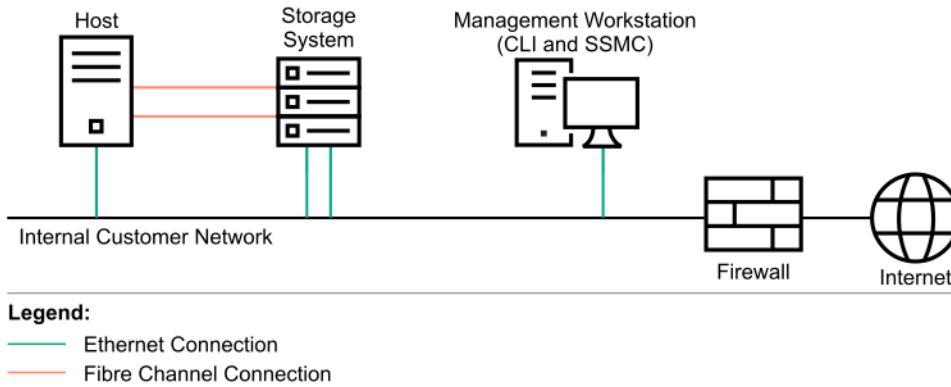 Host
Storage
System
Management Workstation
(CLI and SSMC)
Internal Customer Network
Firewall
Internet
Legend:
Ethernet Connection
Fibre Channel Connection